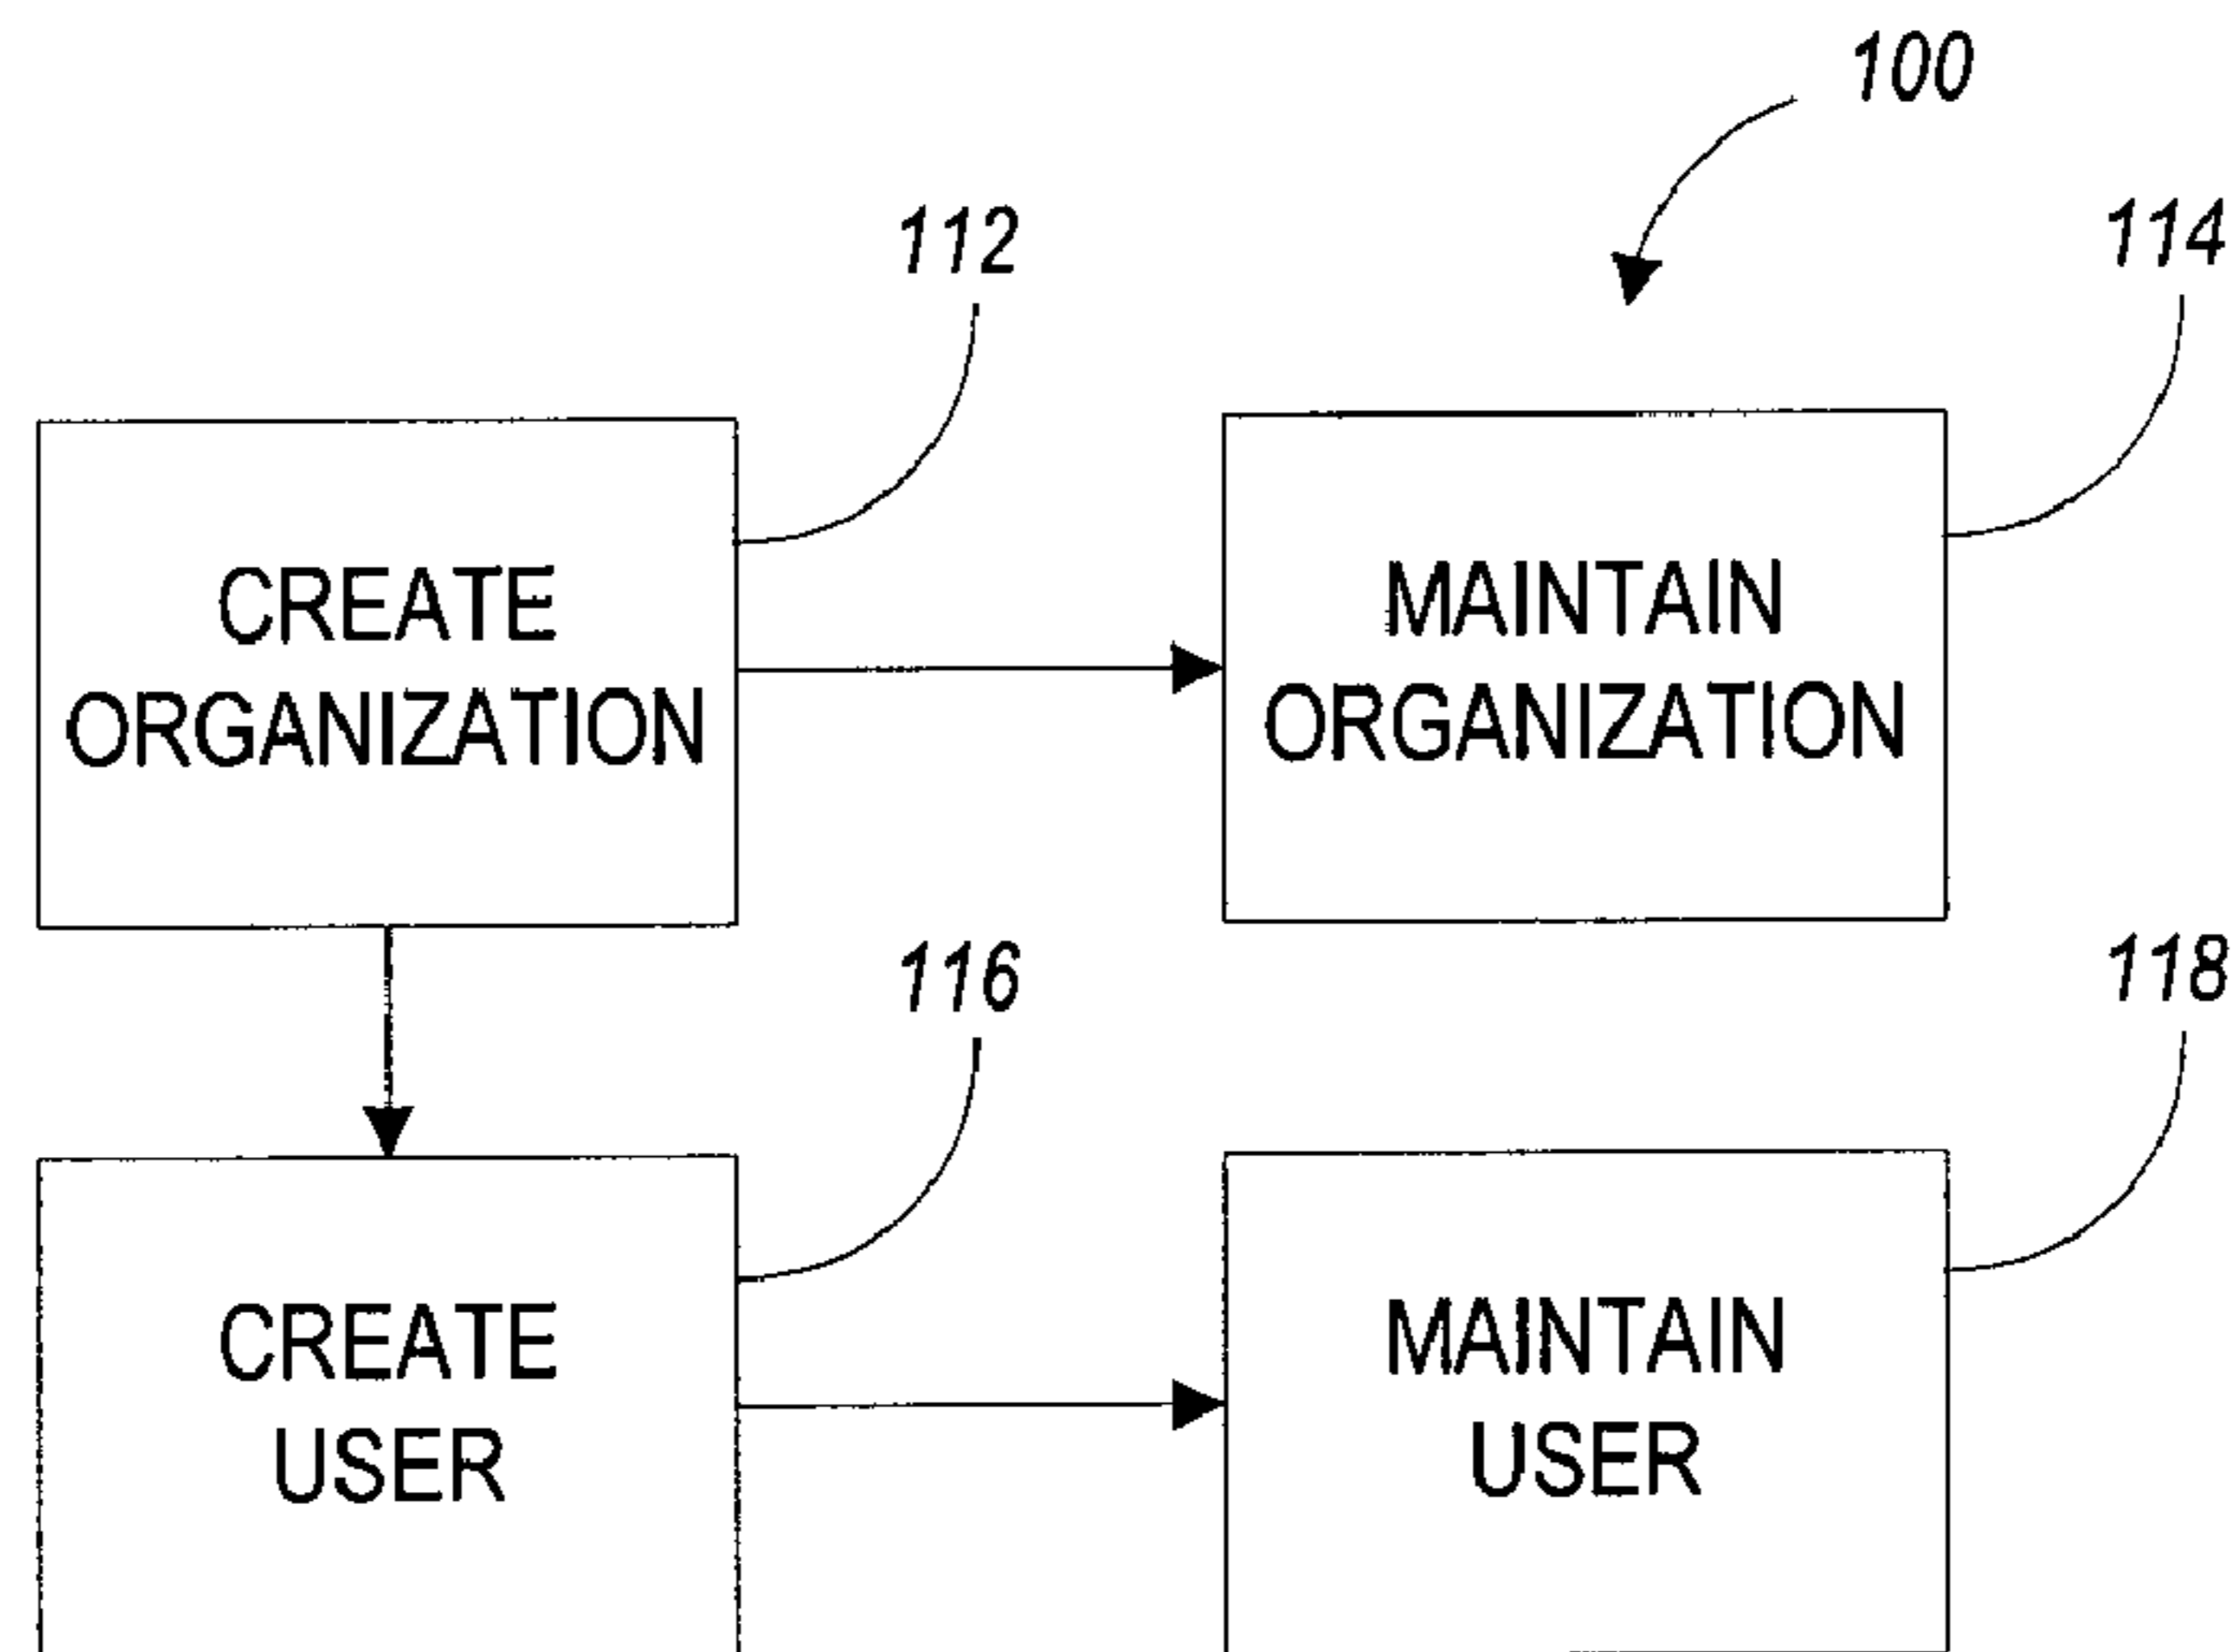 100
112
114
CREATE
ORGANIZATION
MAINTAIN
ORGANIZATION
116
118
CREATE
USER
MAINTAIN
USER